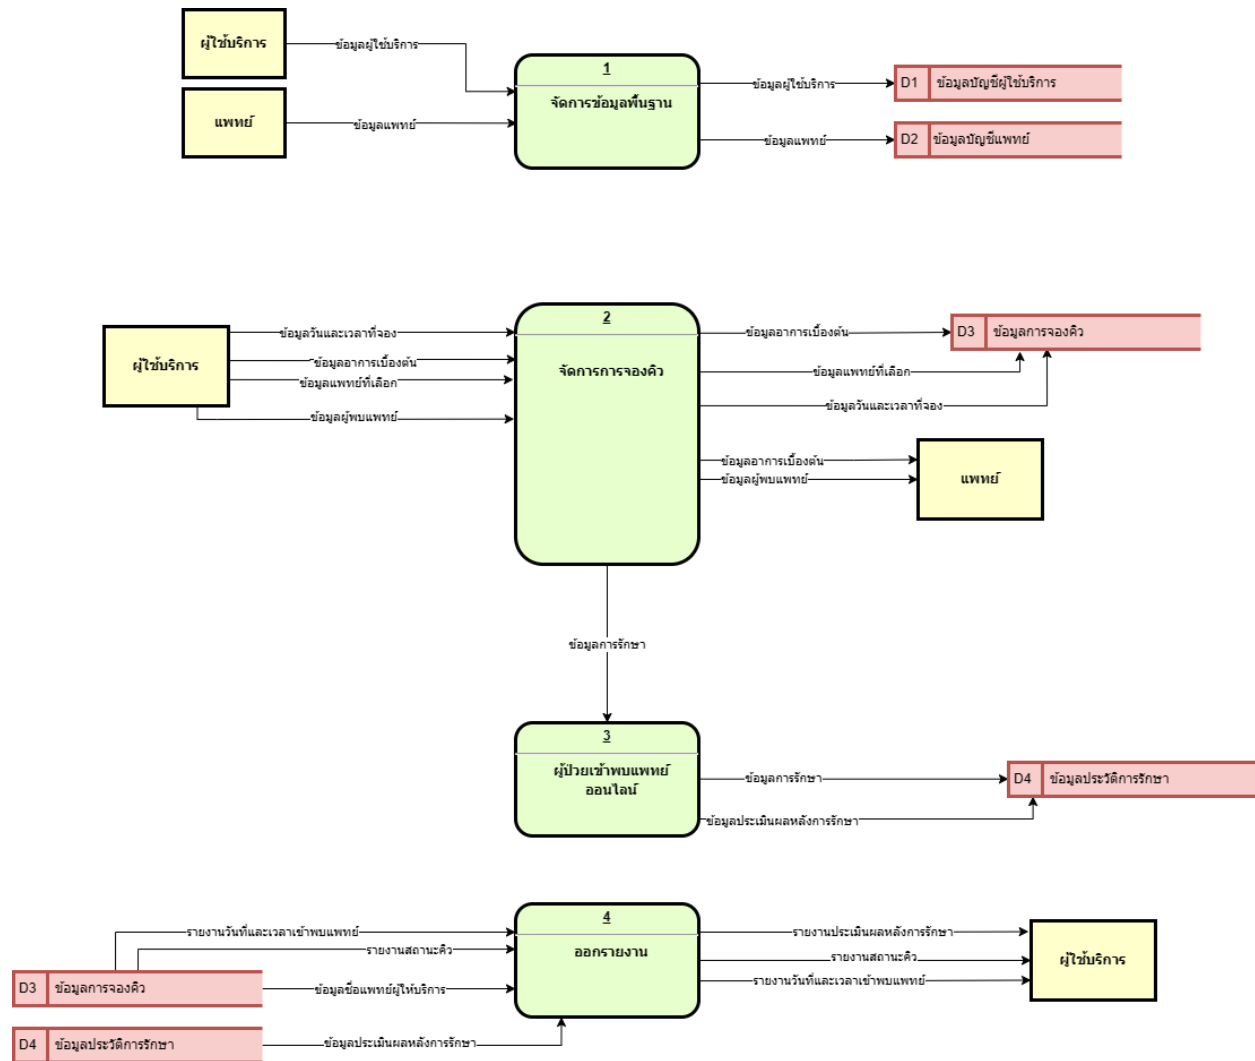 ผู้ใช้บริการ
ข้อมูลผู้ใช้บริการ
1
จัดการข้อมูลพื้นฐาน
ข้อมูลผู้ใช้บริการ
D1 ข้อมูลบัญชีผู้ใช้บริการ
แพทย์
ข้อมูลแพทย์
ข้อมูลแพทย์
D2 ข้อมูลบัญชีแพทย์
ผู้ใช้บริการ
ข้อมูลวันและเวลาที่จอง
ข้อมูลอาการเบื้องต้น
ข้อมูลแพทย์ที่เลือก
ข้อมูลผู้พบแพทย์
2
จัดการการจองคิว
ข้อมูลอาการเบื้องต้น
D3 ข้อมูลการจองคิว
ข้อมูลแพทย์ที่เลือก
ข้อมูลวันและเวลาที่จอง
ข้อมูลอาการเบื้องต้น
ข้อมูลผู้พบแพทย์
แพทย์
ข้อมูลการรักษา
3
ผู้ป่วยเข้าพบแพทย์
ออนไลน์
ข้อมูลการรักษา
D4 ข้อมูลประวัติการรักษา
ข้อมูลประเมินผลหลังการรักษา
รายงานวันที่และเวลาเข้าพบแพทย์
รายงานสถานะคิว
D3 ข้อมูลการจองคิว
ข้อมูลชื่อแพทย์ผู้ให้บริการ
D4 ข้อมูลประวัติการรักษา
ข้อมูลประเมินผลหลังการรักษา
4
ออกรายงาน
รายงานประเมินผลหลังการรักษา
รายงานสถานะคิว
รายงานวันที่และเวลาเข้าพบแพทย์
ผู้ใช้บริการ